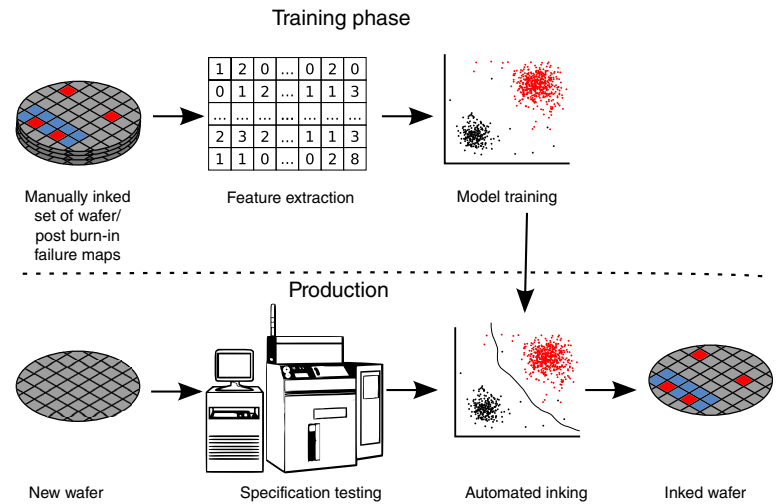 Training phase
1 2 0 ... 0 2 0
0 1 2 ... 1 1 3
... ... ... ... ... ... ...
2 3 2 ... 1 1 3
1 1 0 ... 0 2 8
Manually inked
set of wafer/
post burn-in
failure maps
Feature extraction
Model training
Production
New wafer
Specification testing
Automated inking
Inked wafer